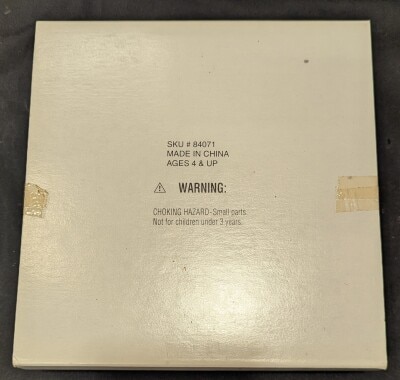 SKU # 84071
MADE IN CHINA
AGES 4 & UP
⚠ WARNING:
CHOKING HAZARD-Small parts.
Not for children under 3 years.